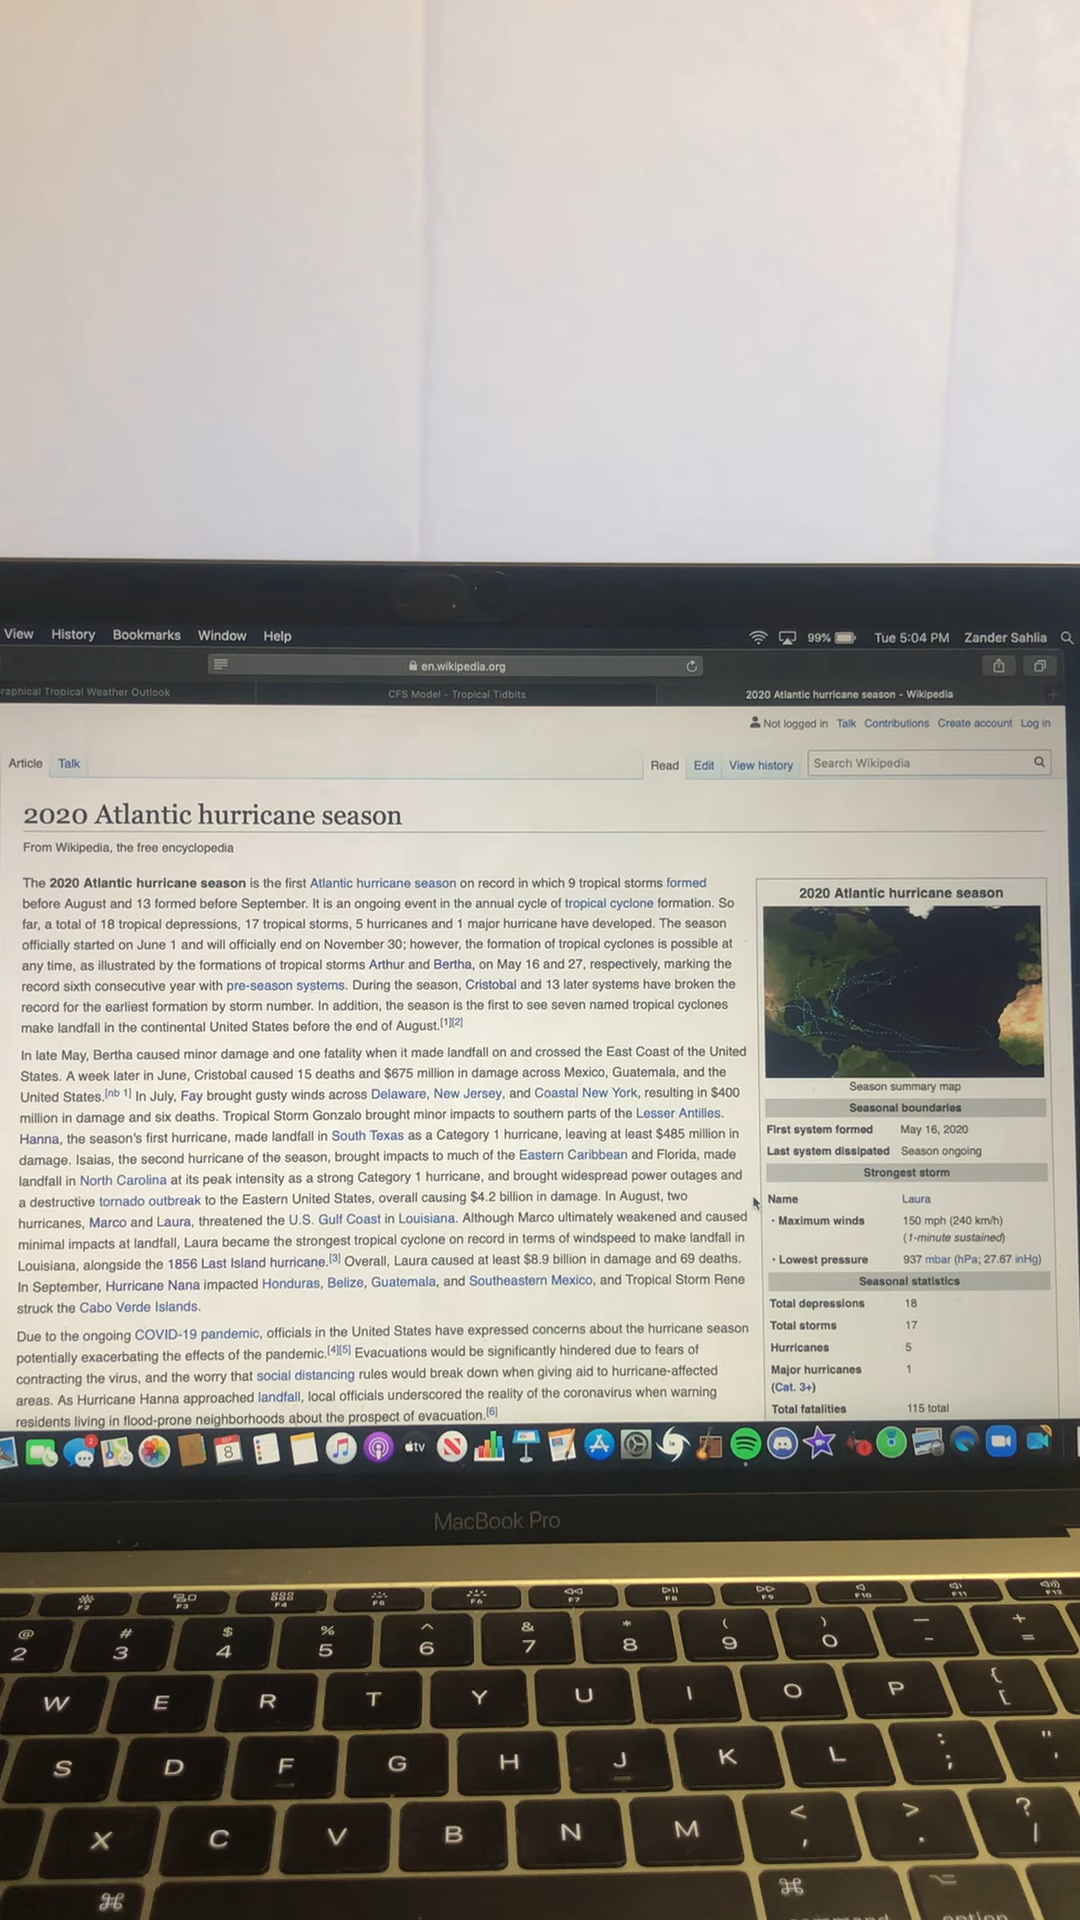 View History Bookmarks Window Help 99% Tue 5:04 PM Zander Sahlia
en.wikipedia.org
raphical Tropical Weather Outlook CFS Model - Tropical Tidbits 2020 Atlantic hurricane season - Wikipedia
Not logged in Talk Contributions Create account Log in
Article Talk Read Edit View history Search Wikipedia
2020 Atlantic hurricane season
From Wikipedia, the free encyclopedia
The 2020 Atlantic hurricane season is the first Atlantic hurricane season on record in which 9 tropical storms formed
before August and 13 formed before September. It is an ongoing event in the annual cycle of tropical cyclone formation. So
far, a total of 18 tropical depressions, 17 tropical storms, 5 hurricanes and 1 major hurricane have developed. The season
officially started on June 1 and will officially end on November 30; however, the formation of tropical cyclones is possible at
any time, as illustrated by the formations of tropical storms Arthur and Bertha, on May 16 and 27, respectively, marking the
record sixth consecutive year with pre-season systems. During the season, Cristobal and 13 later systems have broken the
record for the earliest formation by storm number. In addition, the season is the first to see seven named tropical cyclones
make landfall in the continental United States before the end of August.[1][2]
In late May, Bertha caused minor damage and one fatality when it made landfall on and crossed the East Coast of the United
States. A week later in June, Cristobal caused 15 deaths and $675 million in damage across Mexico, Guatemala, and the
United States.[nb 1] In July, Fay brought gusty winds across Delaware, New Jersey, and Coastal New York, resulting in $400
million in damage and six deaths. Tropical Storm Gonzalo brought minor impacts to southern parts of the Lesser Antilles.
Hanna, the season's first hurricane, made landfall in South Texas as a Category 1 hurricane, leaving at least $485 million in
damage. Isaias, the second hurricane of the season, brought impacts to much of the Eastern Caribbean and Florida, made
landfall in North Carolina at its peak intensity as a strong Category 1 hurricane, and brought widespread power outages and
a destructive tornado outbreak to the Eastern United States, overall causing $4.2 billion in damage. In August, two
hurricanes, Marco and Laura, threatened the U.S. Gulf Coast in Louisiana. Although Marco ultimately weakened and caused
minimal impacts at landfall, Laura became the strongest tropical cyclone on record in terms of windspeed to make landfall in
Louisiana, alongside the 1856 Last Island hurricane.[3] Overall, Laura caused at least $8.9 billion in damage and 69 deaths.
In September, Hurricane Nana impacted Honduras, Belize, Guatemala, and Southeastern Mexico, and Tropical Storm Rene
struck the Cabo Verde Islands.
Due to the ongoing COVID-19 pandemic, officials in the United States have expressed concerns about the hurricane season
potentially exacerbating the effects of the pandemic.[4][5] Evacuations would be significantly hindered due to fears of
contracting the virus, and the worry that social distancing rules would break down when giving aid to hurricane-affected
areas. As Hurricane Hanna approached landfall, local officials underscored the reality of the coronavirus when warning
residents living in flood-prone neighborhoods about the prospect of evacuation.[6]
2020 Atlantic hurricane season
Season summary map
Seasonal boundaries
First system formed May 16, 2020
Last system dissipated Season ongoing
Strongest storm
Name Laura
• Maximum winds 150 mph (240 km/h)
(1-minute sustained)
• Lowest pressure 937 mbar (hPa; 27.67 inHg)
Seasonal statistics
Total depressions 18
Total storms 17
Hurricanes 5
Major hurricanes 1
(Cat. 3+)
Total fatalities 115 total
2 SEP 8 tv
MacBook Pro
F2 F3 F4 F5 F6 F7 F8 F9 F10 F11 F12
@ # $ % ^ & * ( ) — +
2 3 4 5 6 7 8 9 0 - =
W E R T Y U I O P { [
S D F G H J K L : ; " '
X C V B N M < , > . ? /
⌘ ⌘ ⌥
option